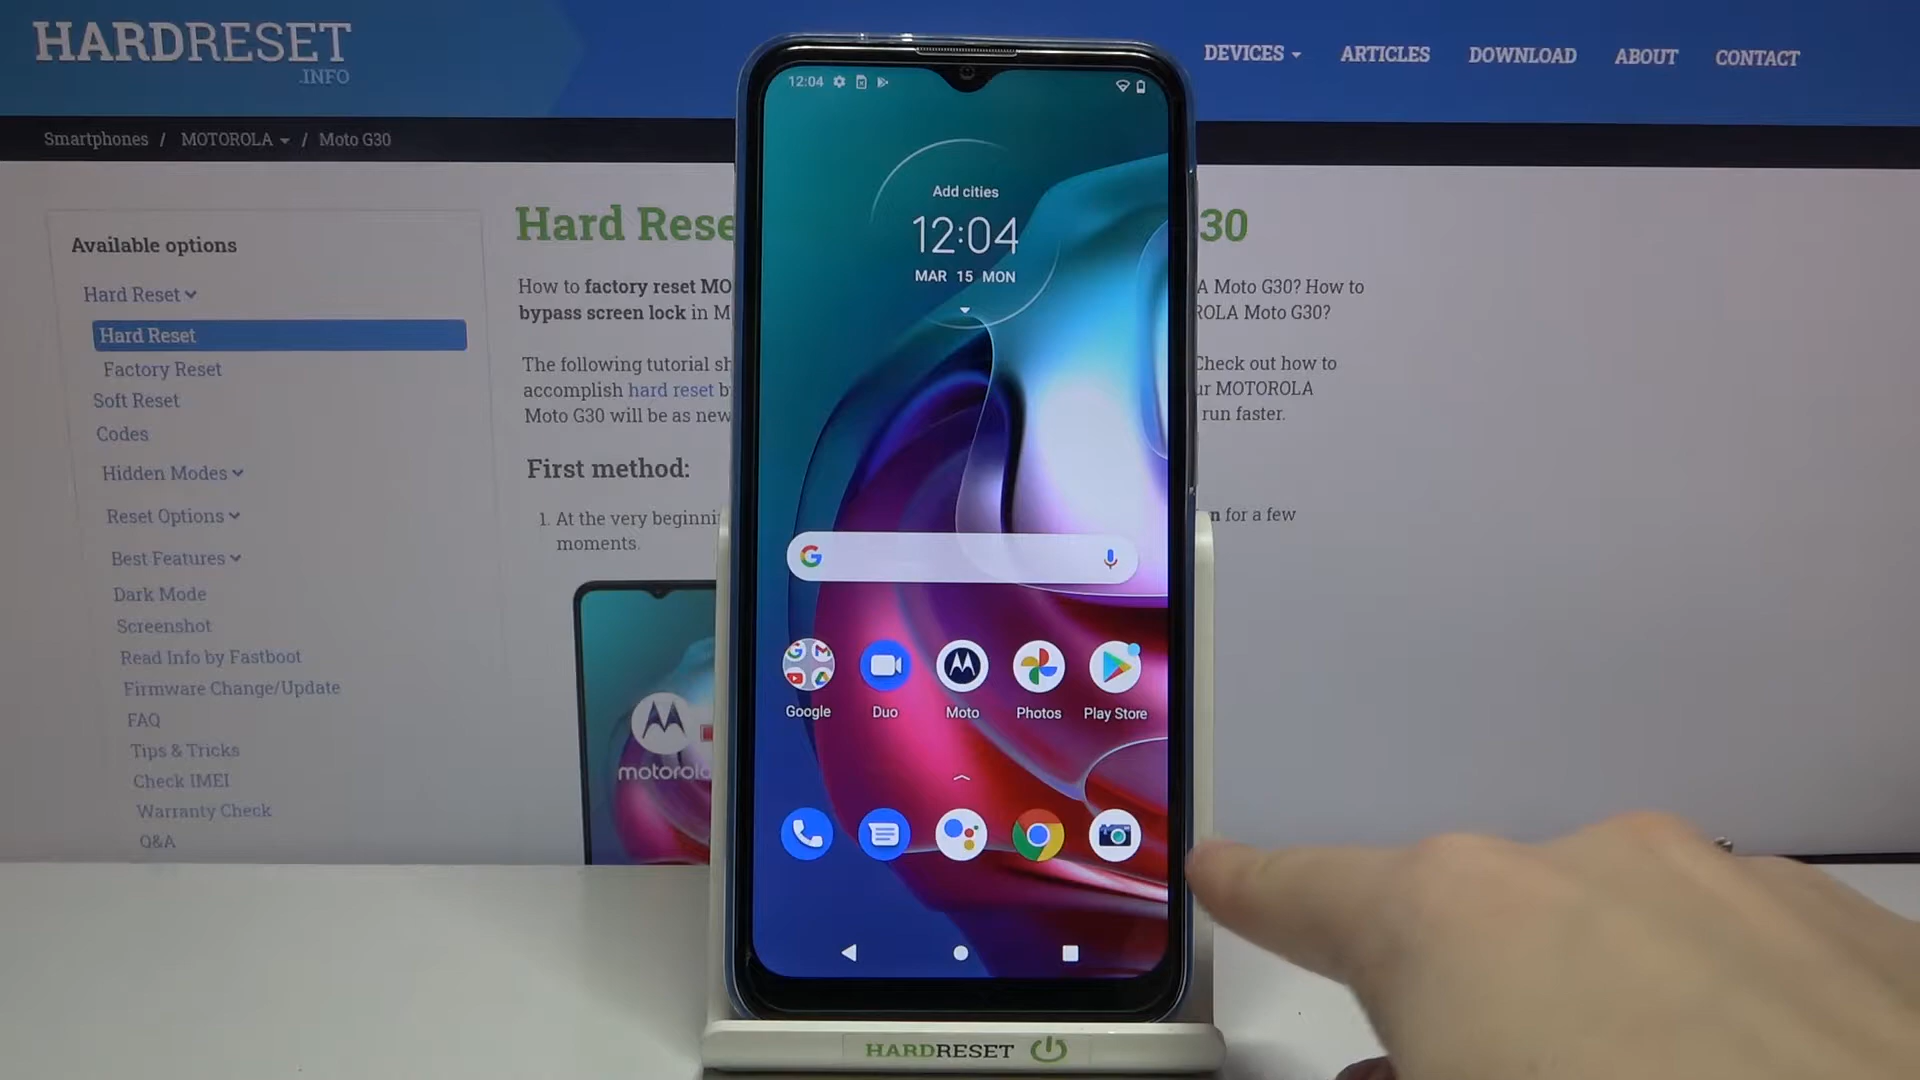 HARDRESET
.INFO
DEVICES
ARTICLES
DOWNLOAD
ABOUT
CONTACT
Smartphones / MOTOROLA / Moto G30
Available options
Hard Reset
Hard Reset
Factory Reset
Soft Reset
Codes
Hidden Modes
Reset Options
Best Features
Dark Mode
Screenshot
Read Info by Fastboot
Firmware Change/Update
FAQ
Tips & Tricks
Check IMEI
Warranty Check
Q&A
Hard Rese
30
How to factory reset MO
A Moto G30? How to
bypass screen lock in M
ROLA Moto G30?
The following tutorial sh
Check out how to
accomplish hard reset b
ur MOTOROLA
Moto G30 will be as new
run faster.
First method:
1. At the very beginni
n for a few
moments.
motorola
12:04
Add cities
12:04
MAR 15 MON
Google
Duo
Moto
Photos
Play Store
HARDRESET